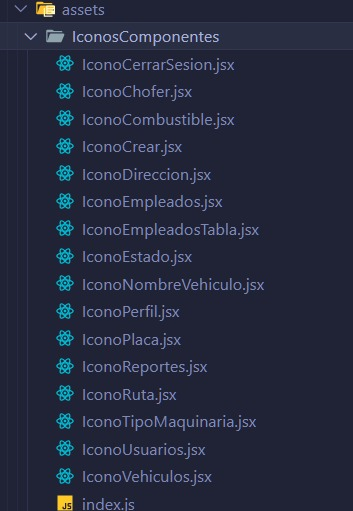 assets
IconosComponentes
IconoCerrarSesion.jsx
IconoChofer.jsx
IconoCombustible.jsx
IconoCrear.jsx
IconoDireccion.jsx
IconoEmpleados.jsx
IconoEmpleadosTabla.jsx
IconoEstado.jsx
IconoNombreVehiculo.jsx
IconoPerfil.jsx
IconoPlaca.jsx
IconoReportes.jsx
IconoRuta.jsx
IconoTipoMaquinaria.jsx
IconoUsuarios.jsx
IconoVehiculos.jsx
JS index.js